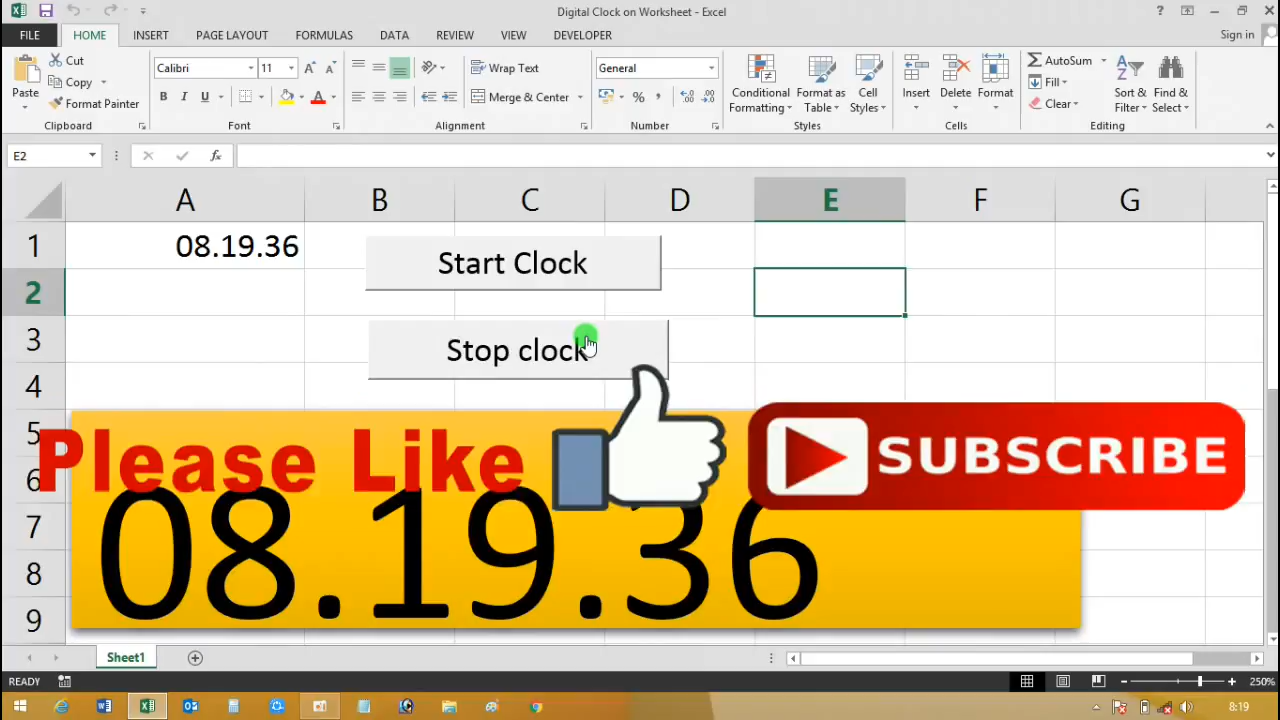 Digital Clock on Worksheet - Excel
FILE HOME INSERT PAGE LAYOUT FORMULAS DATA REVIEW VIEW DEVELOPER Sign in
Paste
Cut
Copy
Format Painter
Calibri 11
B I U
Wrap Text
Merge & Center
General
%
Conditional Formatting
Format as Table
Cell Styles
Insert Delete Format
AutoSum
Fill
Clear
Sort & Filter
Find & Select
Clipboard Font Alignment Number Styles Cells Editing
E2
fx
A B C D E F G
1 08.19.36
Start Clock
2
3
Stop clock
4
5
Please Like
SUBSCRIBE
6
08.19.36
7
8
9
Sheet1
READY 250%
8:19